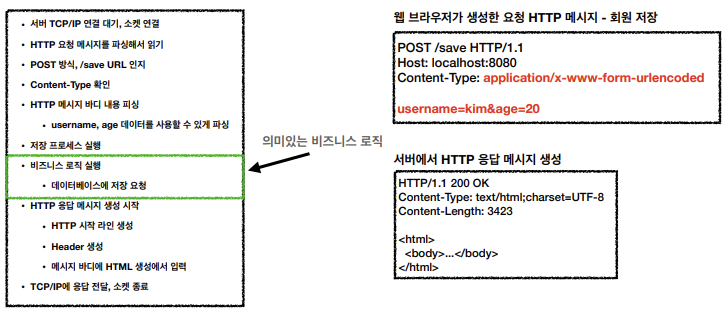 • 서버 TCP/IP 연결 대기, 소켓 연결
• HTTP 요청 메시지를 파싱해서 읽기
• POST 방식, /save URL 인지
• Content-Type 확인
• HTTP 메시지 바디 내용 피싱
• username, age 데이터를 사용할 수 있게 파싱
• 저장 프로세스 실행
• 비즈니스 로직 실행
• 데이터베이스에 저장 요청
• HTTP 응답 메시지 생성 시작
• HTTP 시작 라인 생성
• Header 생성
• 메시지 바디에 HTML 생성에서 입력
• TCP/IP에 응답 전달, 소켓 종료
의미있는 비즈니스 로직
웹 브라우저가 생성한 요청 HTTP 메시지 - 회원 저장
POST /save HTTP/1.1
Host: localhost:8080
Content-Type: application/x-www-form-urlencoded
username=kim&age=20
서버에서 HTTP 응답 메시지 생성
HTTP/1.1 200 OK
Content-Type: text/html;charset=UTF-8
Content-Length: 3423
<html>
<body>...</body>
</html>